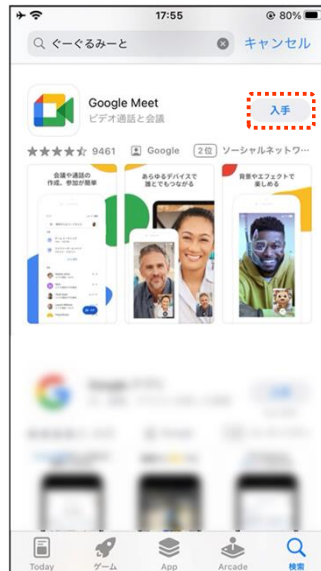 17:55
80%
ぐーぐるみーと
キャンセル
Google Meet
ビデオ通話と会議
入手
9461
Google
2位
ソーシャルネットワ…
会議や通話の
作成、参加が簡単
あらゆるデバイスで
誰とでもつながる
背景やエフェクトで
楽しめる
Today
ゲーム
App
Arcade
検索